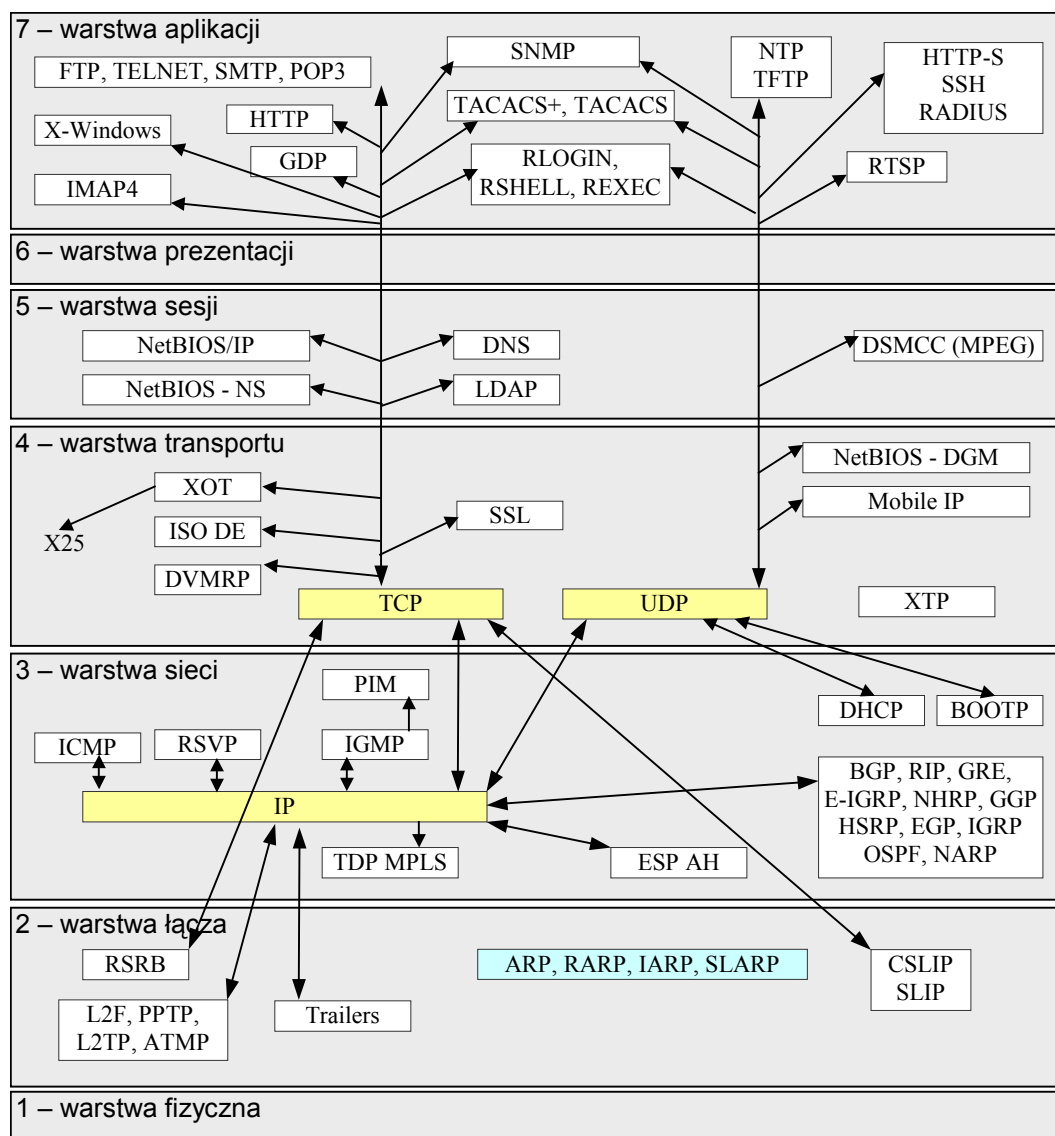 7 – warstwa aplikacji
FTP, TELNET, SMTP, POP3
SNMP
NTP
TFTP
HTTP-S
SSH
RADIUS
HTTP
TACACS+, TACACS
X-Windows
GDP
RLOGIN,
RSHELL, REXEC
RTSP
IMAP4
6 – warstwa prezentacji
5 – warstwa sesji
NetBIOS/IP
DNS
DSMCC (MPEG)
NetBIOS - NS
LDAP
4 – warstwa transportu
NetBIOS - DGM
XOT
Mobile IP
SSL
X25
ISO DE
DVMRP
TCP
UDP
XTP
3 – warstwa sieci
PIM
DHCP
BOOTP
ICMP
RSVP
IGMP
BGP, RIP, GRE,
E-IGRP, NHRP, GGP
HSRP, EGP, IGRP
OSPF, NARP
IP
TDP MPLS
ESP AH
2 – warstwa łącza
RSRB
ARP, RARP, IARP, SLARP
CSLIP
SLIP
L2F, PPTP,
L2TP, ATMP
Trailers
1 – warstwa fizyczna